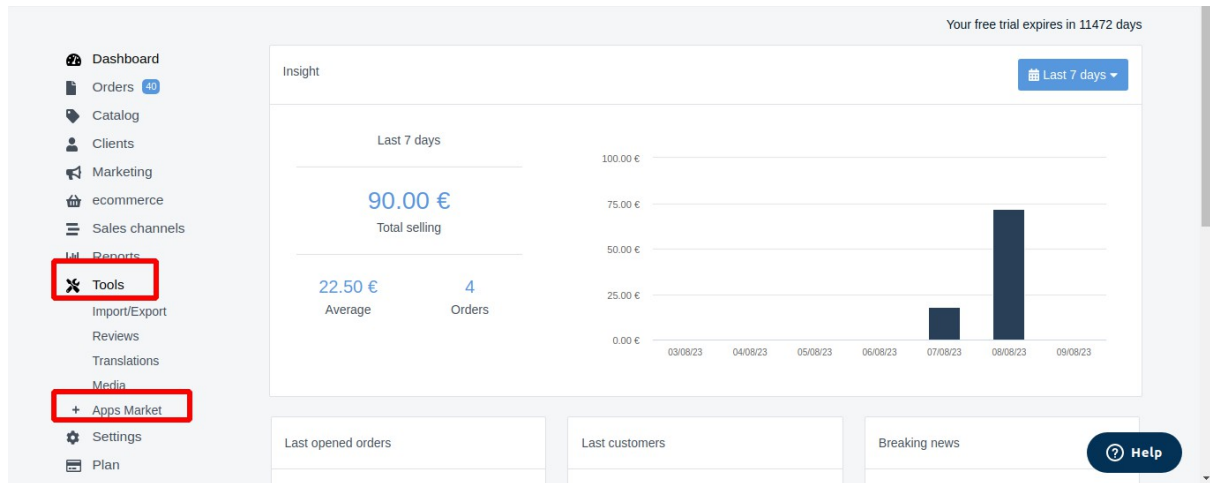 Your free trial expires in 11472 days
Dashboard
Orders 40
Catalog
Clients
Marketing
ecommerce
Sales channels
Reports
Tools
Import/Export
Reviews
Translations
Media
+ Apps Market
Settings
Plan
Insight
Last 7 days
Last 7 days
90.00 €
Total selling
22.50 €
Average
4
Orders
100.00 €
75.00 €
50.00 €
25.00 €
0.00 €
03/08/23 04/08/23 05/08/23 06/08/23 07/08/23 08/08/23 09/08/23
Last opened orders
Last customers
Breaking news
? Help